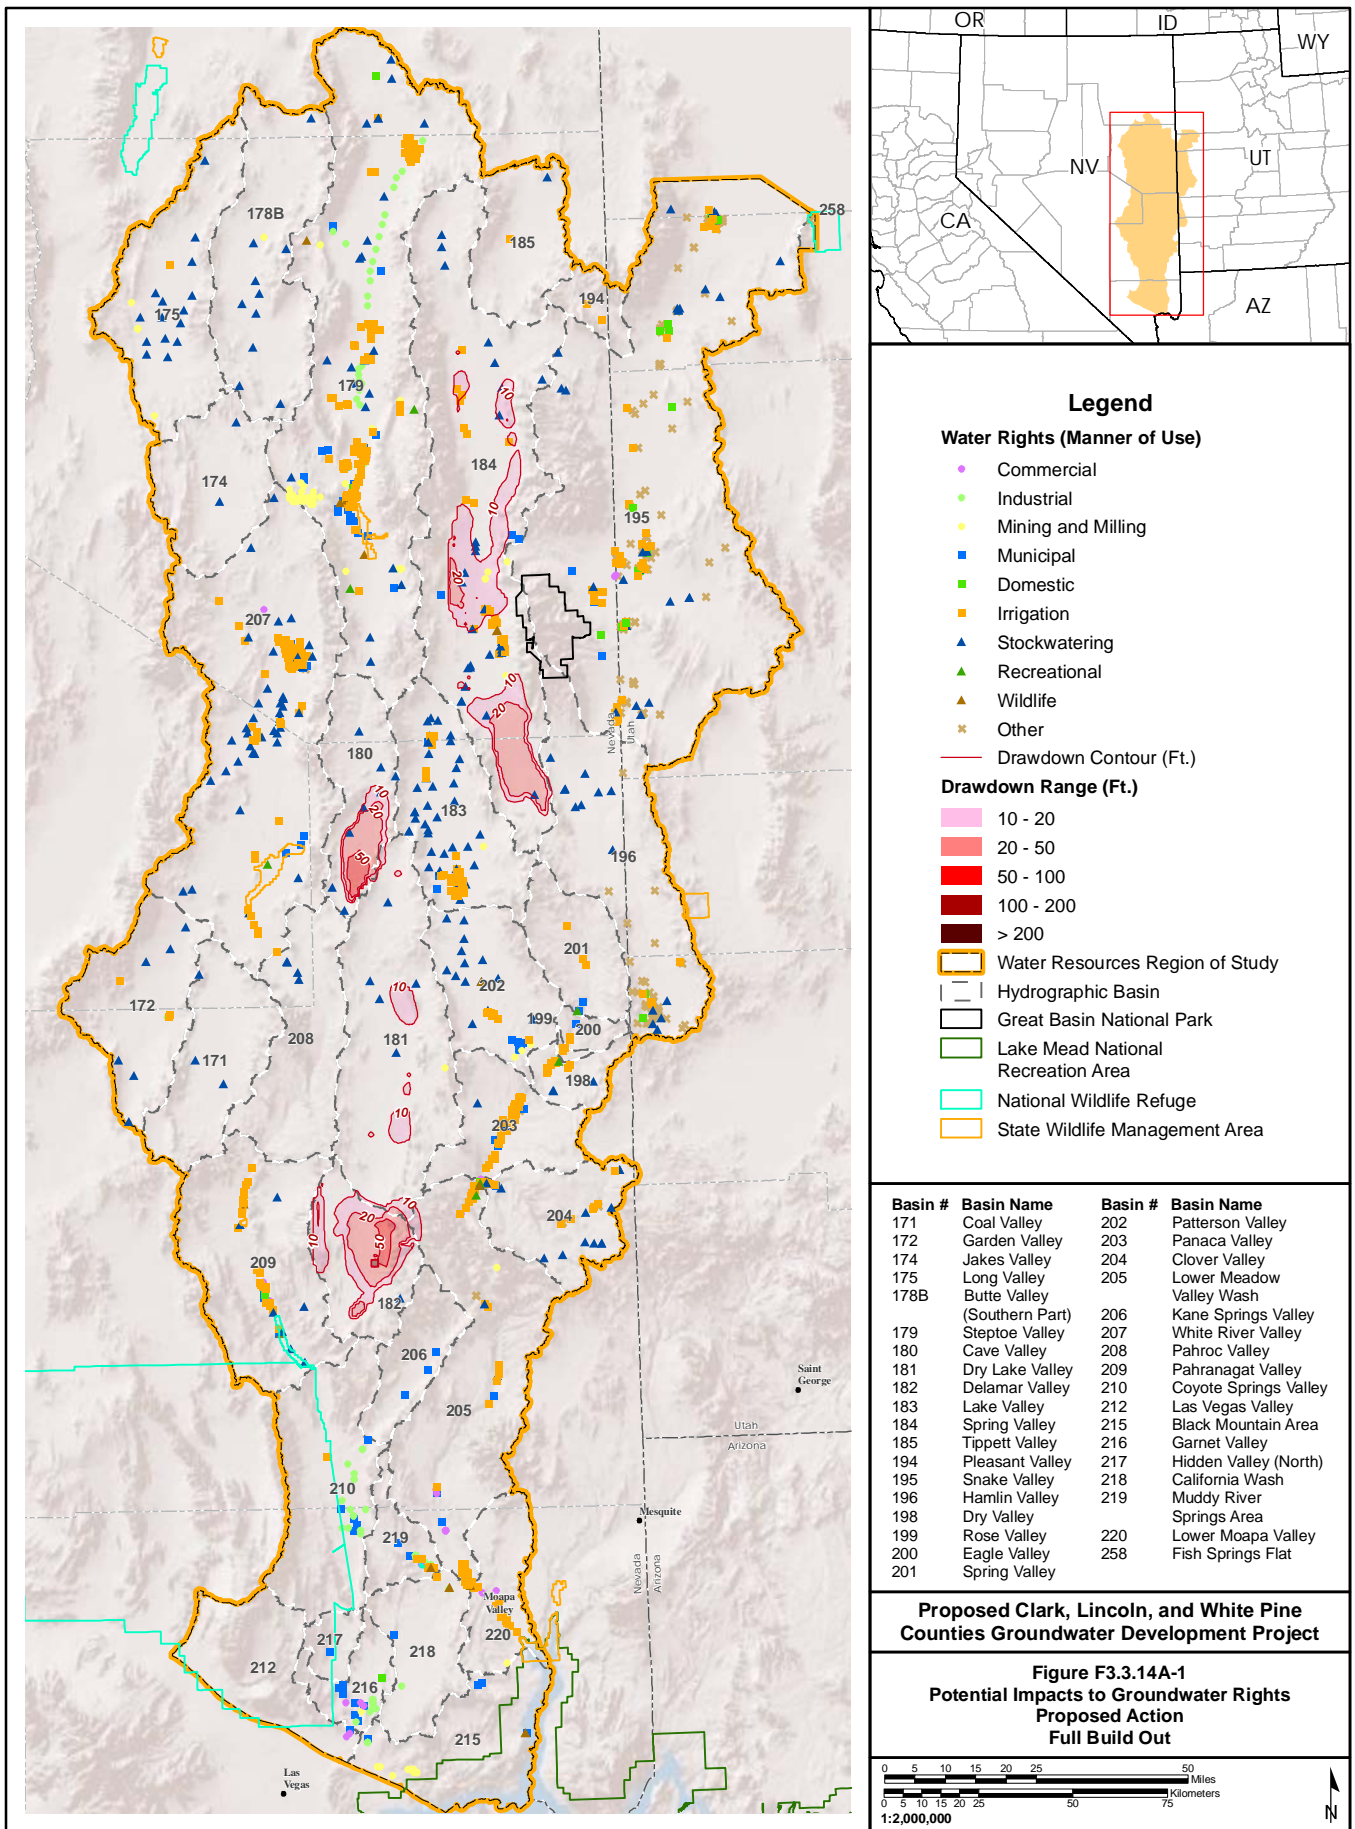 OR
ID
WY
NV
UT
CA
AZ
258
178B
185
194
175
179
10
174
184
10
195
20
207
10
20
180
10
20
183
50
196
201
10
202
172
199
200
208
181
171
198
10
203
10
20
204
10
50
209
182
206
205
210
219
217
218
220
212
216
215
Nevada
Utah
Saint
George
Utah
Arizona
Mesquite
Nevada
Arizona
Moapa
Valley
Las
Vegas
Legend
Water Rights (Manner of Use)
Commercial
Industrial
Mining and Milling
Municipal
Domestic
Irrigation
Stockwatering
Recreational
Wildlife
Other
Drawdown Contour (Ft.)
Drawdown Range (Ft.)
10 - 20
20 - 50
50 - 100
100 - 200
> 200
Water Resources Region of Study
Hydrographic Basin
Great Basin National Park
Lake Mead National
Recreation Area
National Wildlife Refuge
State Wildlife Management Area
Basin # Basin Name Basin # Basin Name
171 Coal Valley 202 Patterson Valley
172 Garden Valley 203 Panaca Valley
174 Jakes Valley 204 Clover Valley
175 Long Valley 205 Lower Meadow
178B Butte Valley Valley Wash
(Southern Part) 206 Kane Springs Valley
179 Steptoe Valley 207 White River Valley
180 Cave Valley 208 Pahroc Valley
181 Dry Lake Valley 209 Pahranagat Valley
182 Delamar Valley 210 Coyote Springs Valley
183 Lake Valley 212 Las Vegas Valley
184 Spring Valley 215 Black Mountain Area
185 Tippett Valley 216 Garnet Valley
194 Pleasant Valley 217 Hidden Valley (North)
195 Snake Valley 218 California Wash
196 Hamlin Valley 219 Muddy River
198 Dry Valley Springs Area
199 Rose Valley 220 Lower Moapa Valley
200 Eagle Valley 258 Fish Springs Flat
201 Spring Valley
Proposed Clark, Lincoln, and White Pine
Counties Groundwater Development Project
Figure F3.3.14A-1
Potential Impacts to Groundwater Rights
Proposed Action
Full Build Out
0 5 10 15 20 25 50
Miles
Kilometers
0 5 10 15 20 25 50 75
1:2,000,000
N